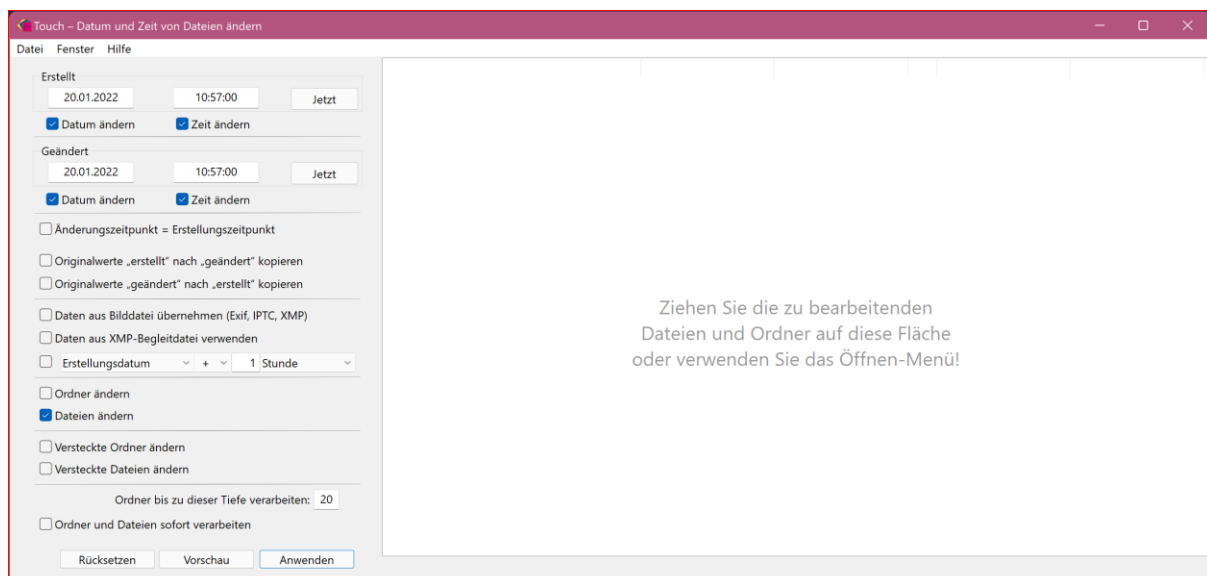 Touch – Datum und Zeit von Dateien ändern
Datei Fenster Hilfe
Erstellt
20.01.2022 10:57:00 Jetzt
Datum ändern Zeit ändern
Geändert
20.01.2022 10:57:00 Jetzt
Datum ändern Zeit ändern
Änderungszeitpunkt = Erstellungszeitpunkt
Originalwerte „erstellt“ nach „geändert“ kopieren
Originalwerte „geändert“ nach „erstellt“ kopieren
Daten aus Bilddatei übernehmen (Exif, IPTC, XMP)
Daten aus XMP-Begleitdatei verwenden
Erstellungsdatum + 1 Stunde
Ordner ändern
Dateien ändern
Versteckte Ordner ändern
Versteckte Dateien ändern
Ordner bis zu dieser Tiefe verarbeiten: 20
Ordner und Dateien sofort verarbeiten
Rücksetzen Vorschau Anwenden
Ziehen Sie die zu bearbeitenden
Dateien und Ordner auf diese Fläche
oder verwenden Sie das Öffnen-Menü!